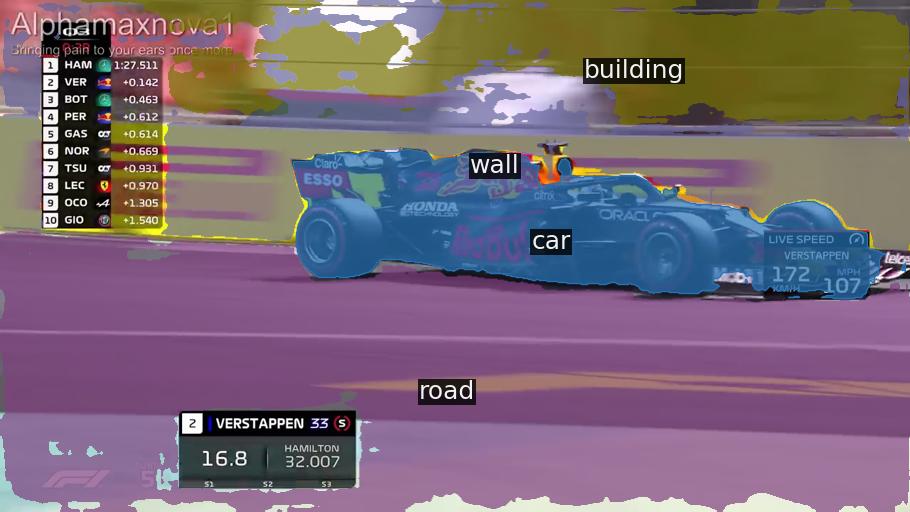 Alphamaxnova1
Bringing pain to your ears once more
1 HAM 1:27.511
2 VER +0.142
3 BOT +0.463
4 PER +0.612
5 GAS +0.614
6 NOR +0.669
7 TSU +0.931
8 LEC +0.970
9 OCO +1.305
10 GIO +1.540
building
wall
car
road
Claro
ESSO
HONDA
citrix
ORACLE
RedBull
LIVE SPEED
VERSTAPPEN
172 KM/H
107 MPH
2 VERSTAPPEN 33 S
16.8
HAMILTON
32.007
S1 S2 S3
F1